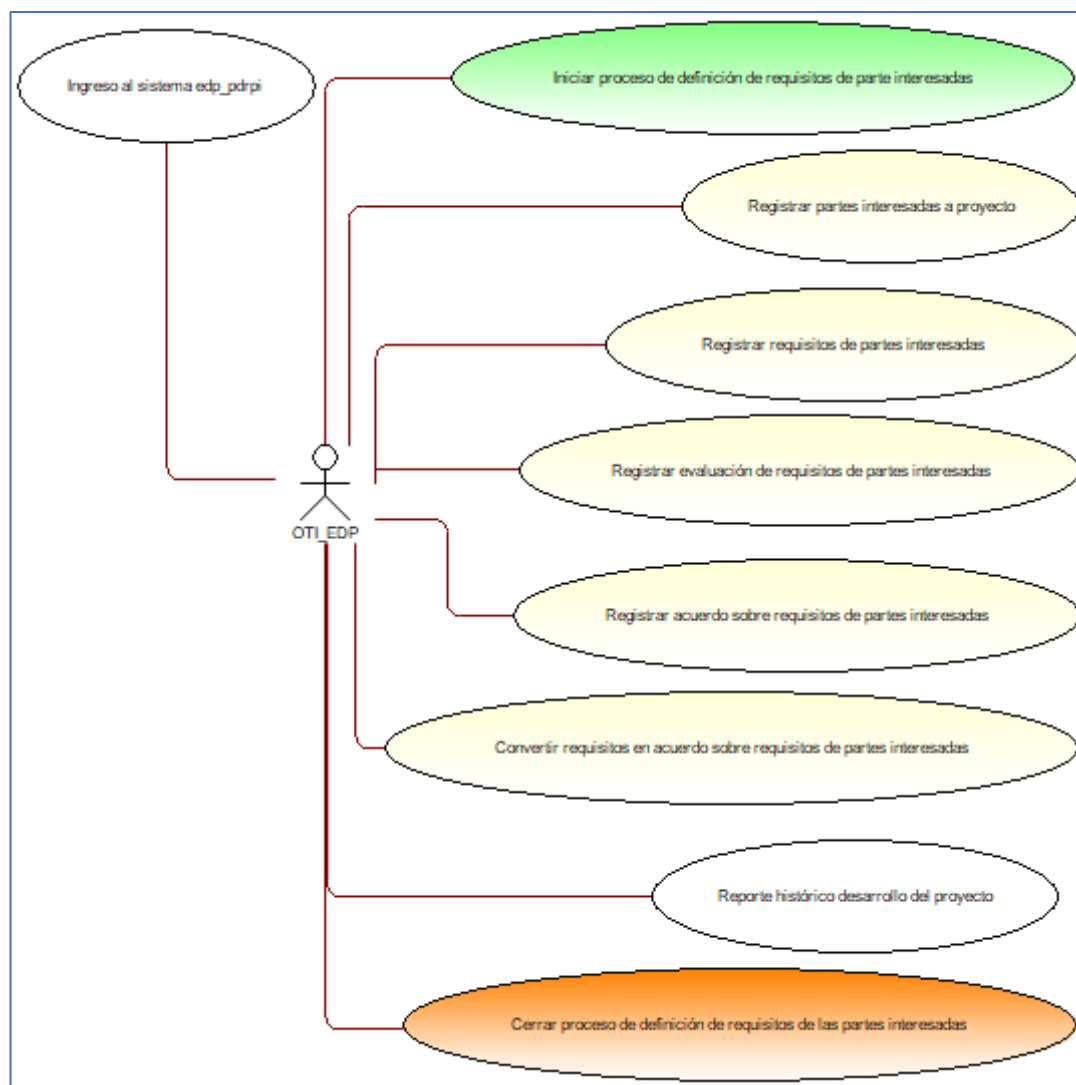 Ingreso al sistema edp_pdrpi
Iniciar proceso de definición de requisitos de parte interesadas
Registrar partes interesadas a proyecto
Registrar requisitos de partes interesadas
Registrar evaluación de requisitos de partes interesadas
OTI_EDP
Registrar acuerdo sobre requisitos de partes interesadas
Convertir requisitos en acuerdo sobre requisitos de partes interesadas
Reporte histórico desarrollo del proyecto
Cerrar proceso de definición de requisitos de las partes interesadas